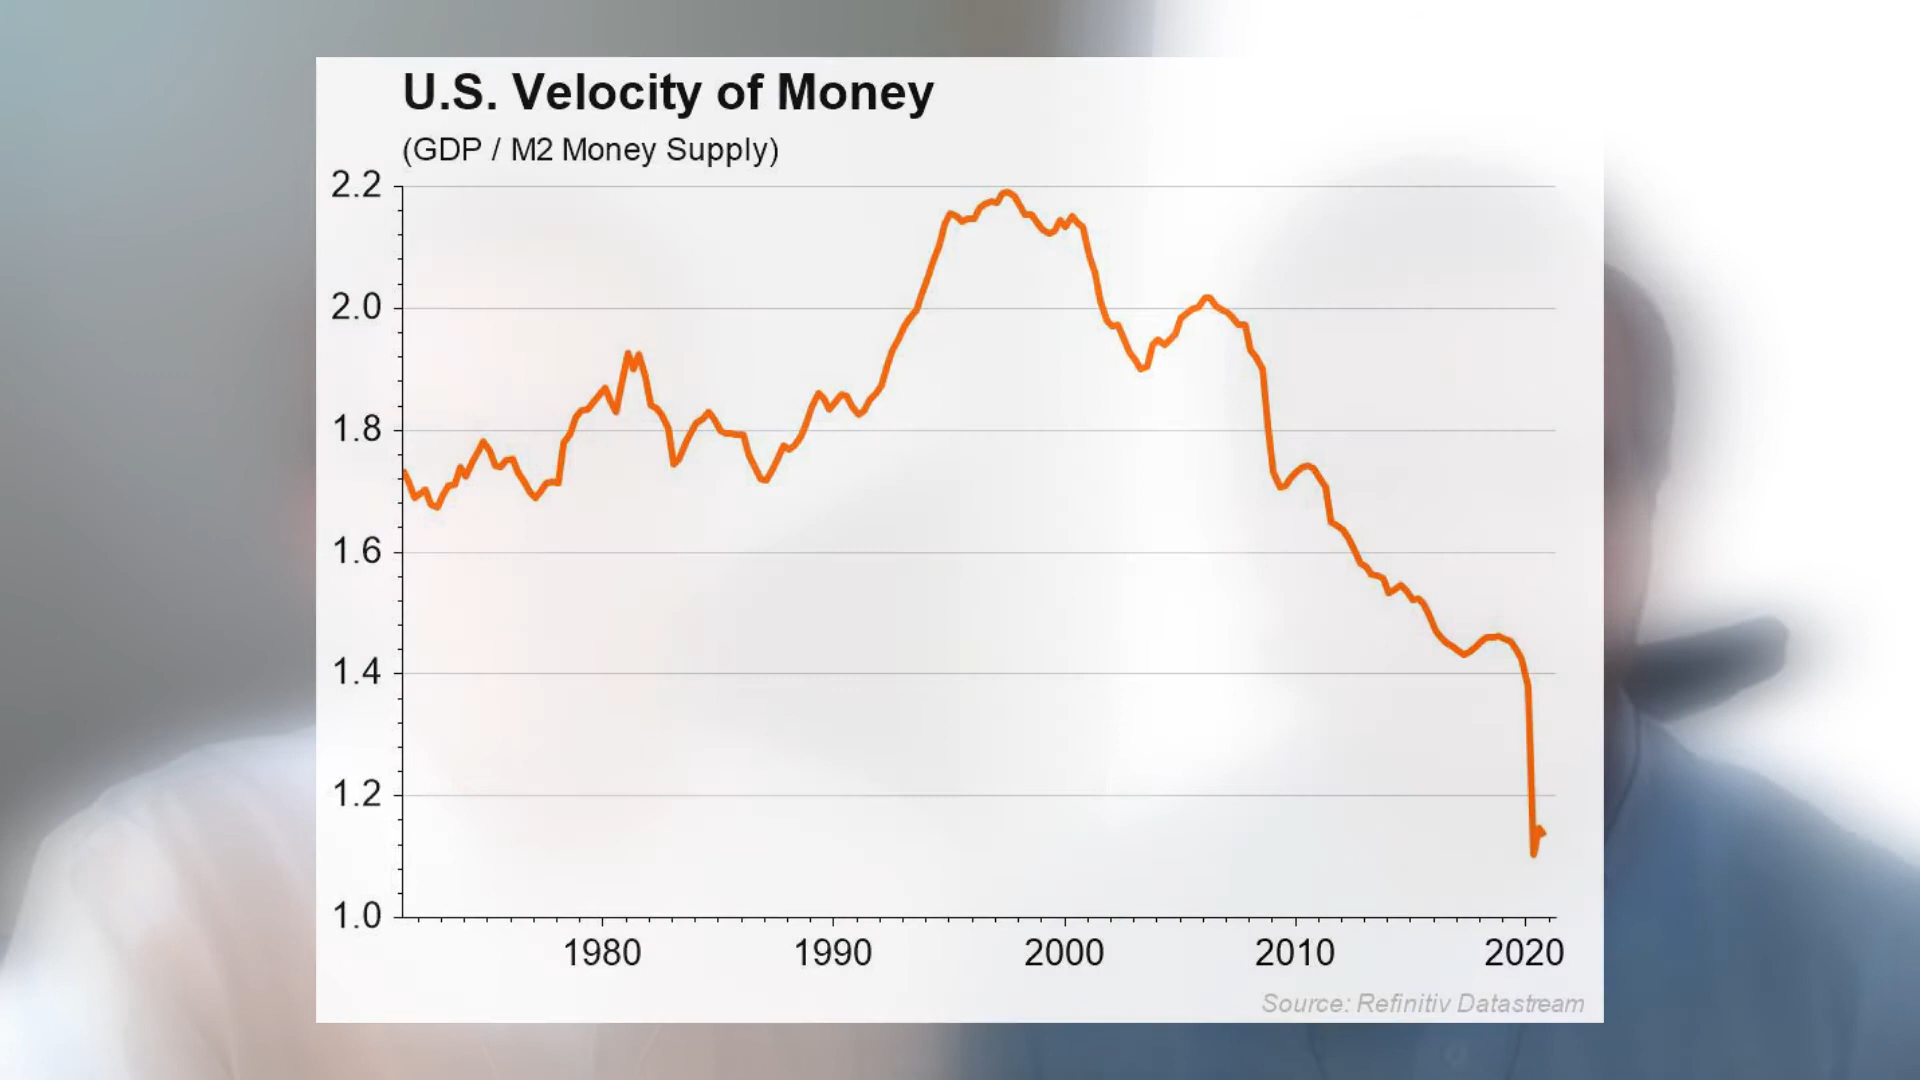 U.S. Velocity of Money
(GDP / M2 Money Supply)
2.2
2.0
1.8
1.6
1.4
1.2
1.0
1980 1990 2000 2010 2020
Source: Refinitiv Datastream